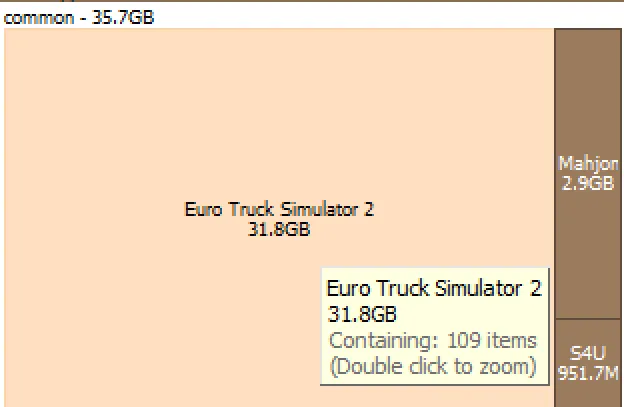 common - 35.7GB
Euro Truck Simulator 2
31.8GB
Mahjon
2.9GB
Euro Truck Simulator 2
31.8GB
Containing: 109 items
(Double click to zoom)
S4U
951.7M